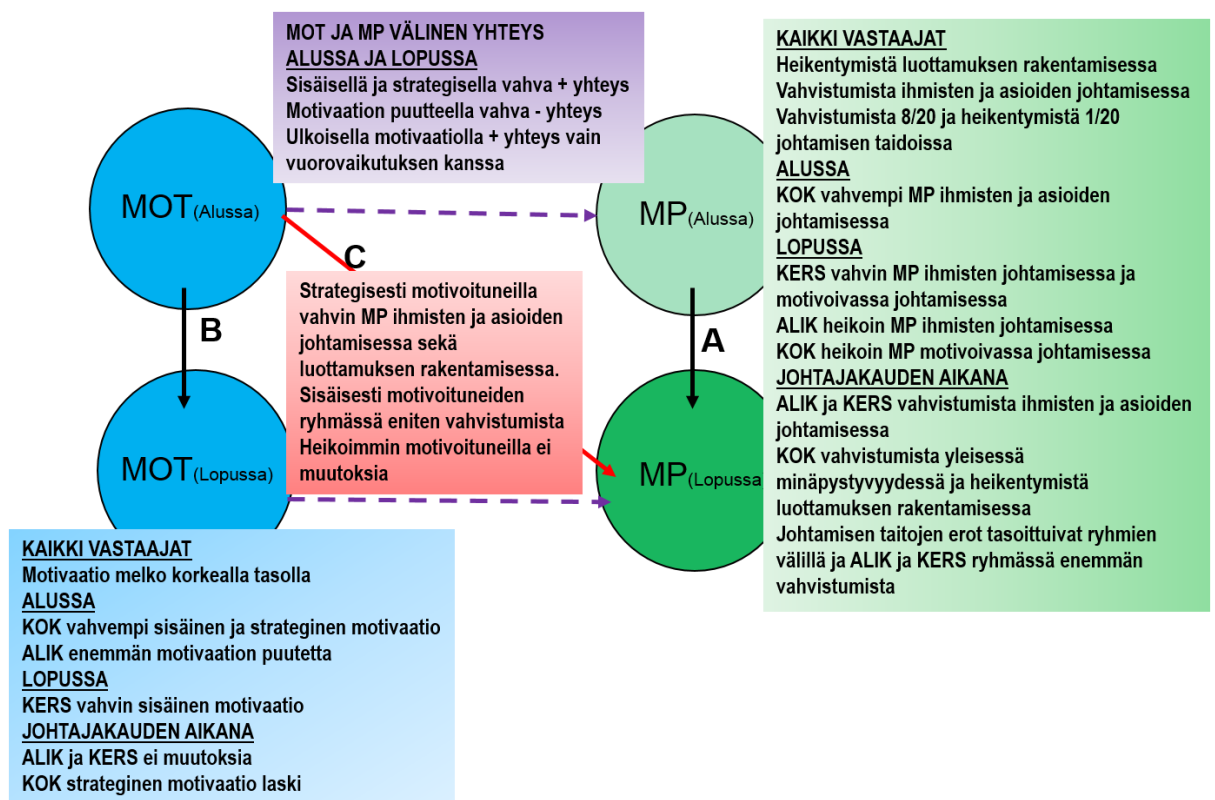 MOT JA MP VÄLINEN YHTEYS
ALUSSA JA LOPUSSA
Sisäisellä ja strategisella vahva + yhteys
Motivaation puutteella vahva - yhteys
Ulkoisella motivaatiolla + yhteys vain
vuorovaikutuksen kanssa
MOT (Alussa)
MP (Alussa)
C
B
A
Strategisesti motivoituneilla
vahvin MP ihmisten ja asioiden
johtamisessa sekä
luottamuksen rakentamisessa.
Sisäisesti motivoituneiden
ryhmässä eniten vahvistumista
Heikoimmin motivoituneilla ei
muutoksia
MOT (Lopussa)
MP (Lopussa
KAIKKI VASTAAJAT
Motivaatio melko korkealla tasolla
ALUSSA
KOK vahvempi sisäinen ja strateginen motivaatio
ALIK enemmän motivaation puutetta
LOPUSSA
KERS vahvin sisäinen motivaatio
JOHTAJAKAUDEN AIKANA
ALIK ja KERS ei muutoksia
KOK strateginen motivaatio laski
KAIKKI VASTAAJAT
Heikentymistä luottamuksen rakentamisessa
Vahvistumista ihmisten ja asioiden johtamisessa
Vahvistumista 8/20 ja heikentymistä 1/20
johtamisen taidoissa
ALUSSA
KOK vahvempi MP ihmisten ja asioiden
johtamisessa
LOPUSSA
KERS vahvin MP ihmisten johtamisessa ja
motivoivassa johtamisessa
ALIK heikoin MP ihmisten johtamisessa
KOK heikoin MP motivoivassa johtamisessa
JOHTAJAKAUDEN AIKANA
ALIK ja KERS vahvistumista ihmisten ja asioiden
johtamisessa
KOK vahvistumista yleisessä
minäpystyvyydessä ja heikentymistä
luottamuksen rakentamisessa
Johtamisen taitojen erot tasoittuivat ryhmien
välillä ja ALIK ja KERS ryhmässä enemmän
vahvistumista